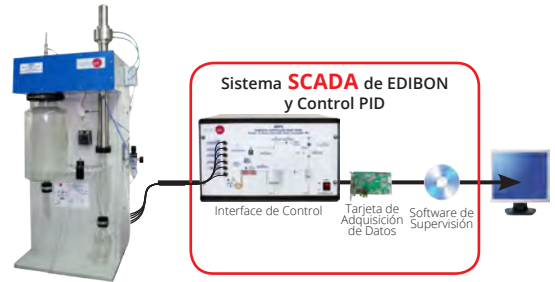 Sistema SCADA de EDIBON
y Control PID
Interface de Control
Tarjeta de
Adquisición
de Datos
Software de
Supervisión